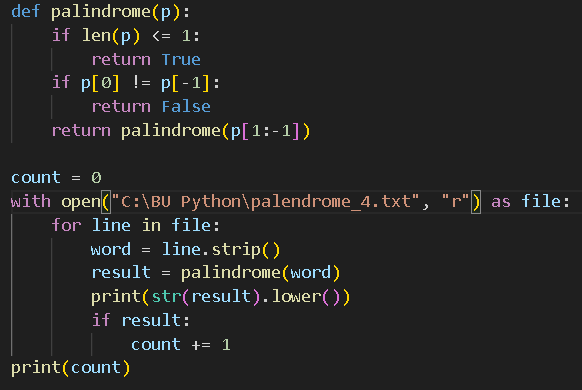 def palindrome(p):
    if len(p) <= 1:
        return True
    if p[0] != p[-1]:
        return False
    return palindrome(p[1:-1])

count = 0
with open("C:\BU Python\palendrome_4.txt", "r") as file:
    for line in file:
        word = line.strip()
        result = palindrome(word)
        print(str(result).lower())
        if result:
            count += 1
print(count)